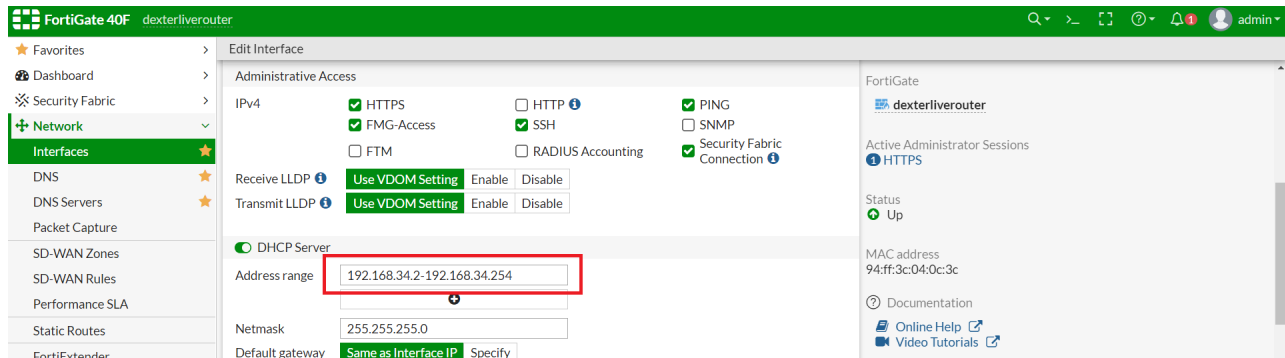 FortiGate 40F dexterliverouter admin
1
Favorites
Dashboard
Security Fabric
Network
Interfaces
DNS
DNS Servers
Packet Capture
SD-WAN Zones
SD-WAN Rules
Performance SLA
Static Routes
FortiExtender
Edit Interface
Administrative Access
IPv4
HTTPS HTTP PING
FMG-Access SSH SNMP
FTM RADIUS Accounting Security Fabric
Connection
Receive LLDP Use VDOM Setting Enable Disable
Transmit LLDP Use VDOM Setting Enable Disable
DHCP Server
Address range 192.168.34.2-192.168.34.254
Netmask 255.255.255.0
Default gateway Same as Interface IP Specify
FortiGate
dexterliverouter
Active Administrator Sessions
1 HTTPS
Status
Up
MAC address
94:ff:3c:04:0c:3c
Documentation
Online Help
Video Tutorials